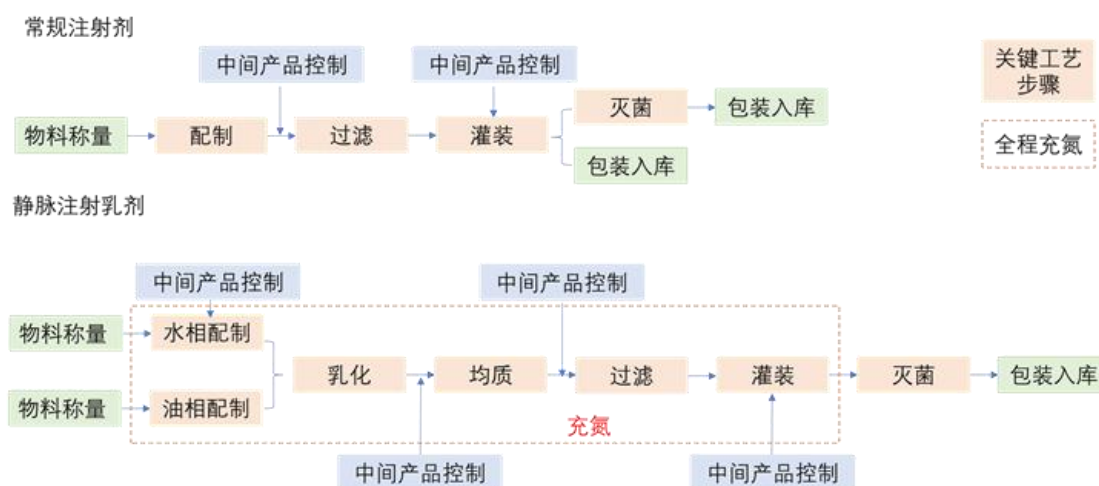 常规注射剂
中间产品控制
中间产品控制
关键工艺
步骤
物料称量
配制
过滤
灌装
灭菌
包装入库
包装入库
全程充氮
静脉注射乳剂
中间产品控制
中间产品控制
物料称量
水相配制
物料称量
油相配制
乳化
均质
过滤
灌装
灭菌
包装入库
充氮
中间产品控制
中间产品控制